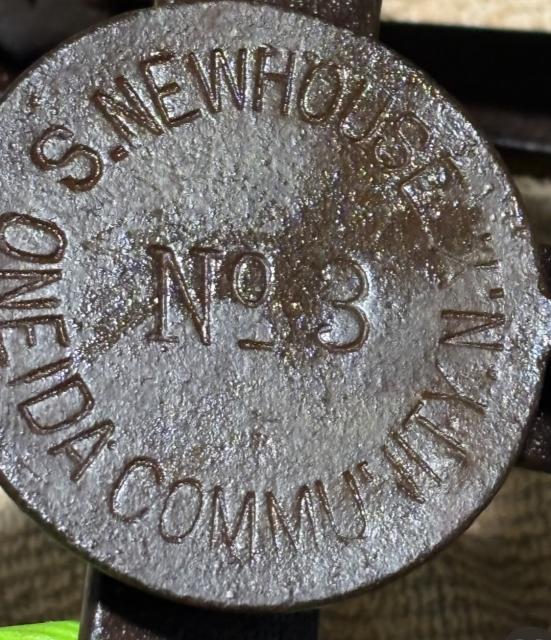 S. NEWHOUSE
No 3
ONEIDA COMMUNITY. N.